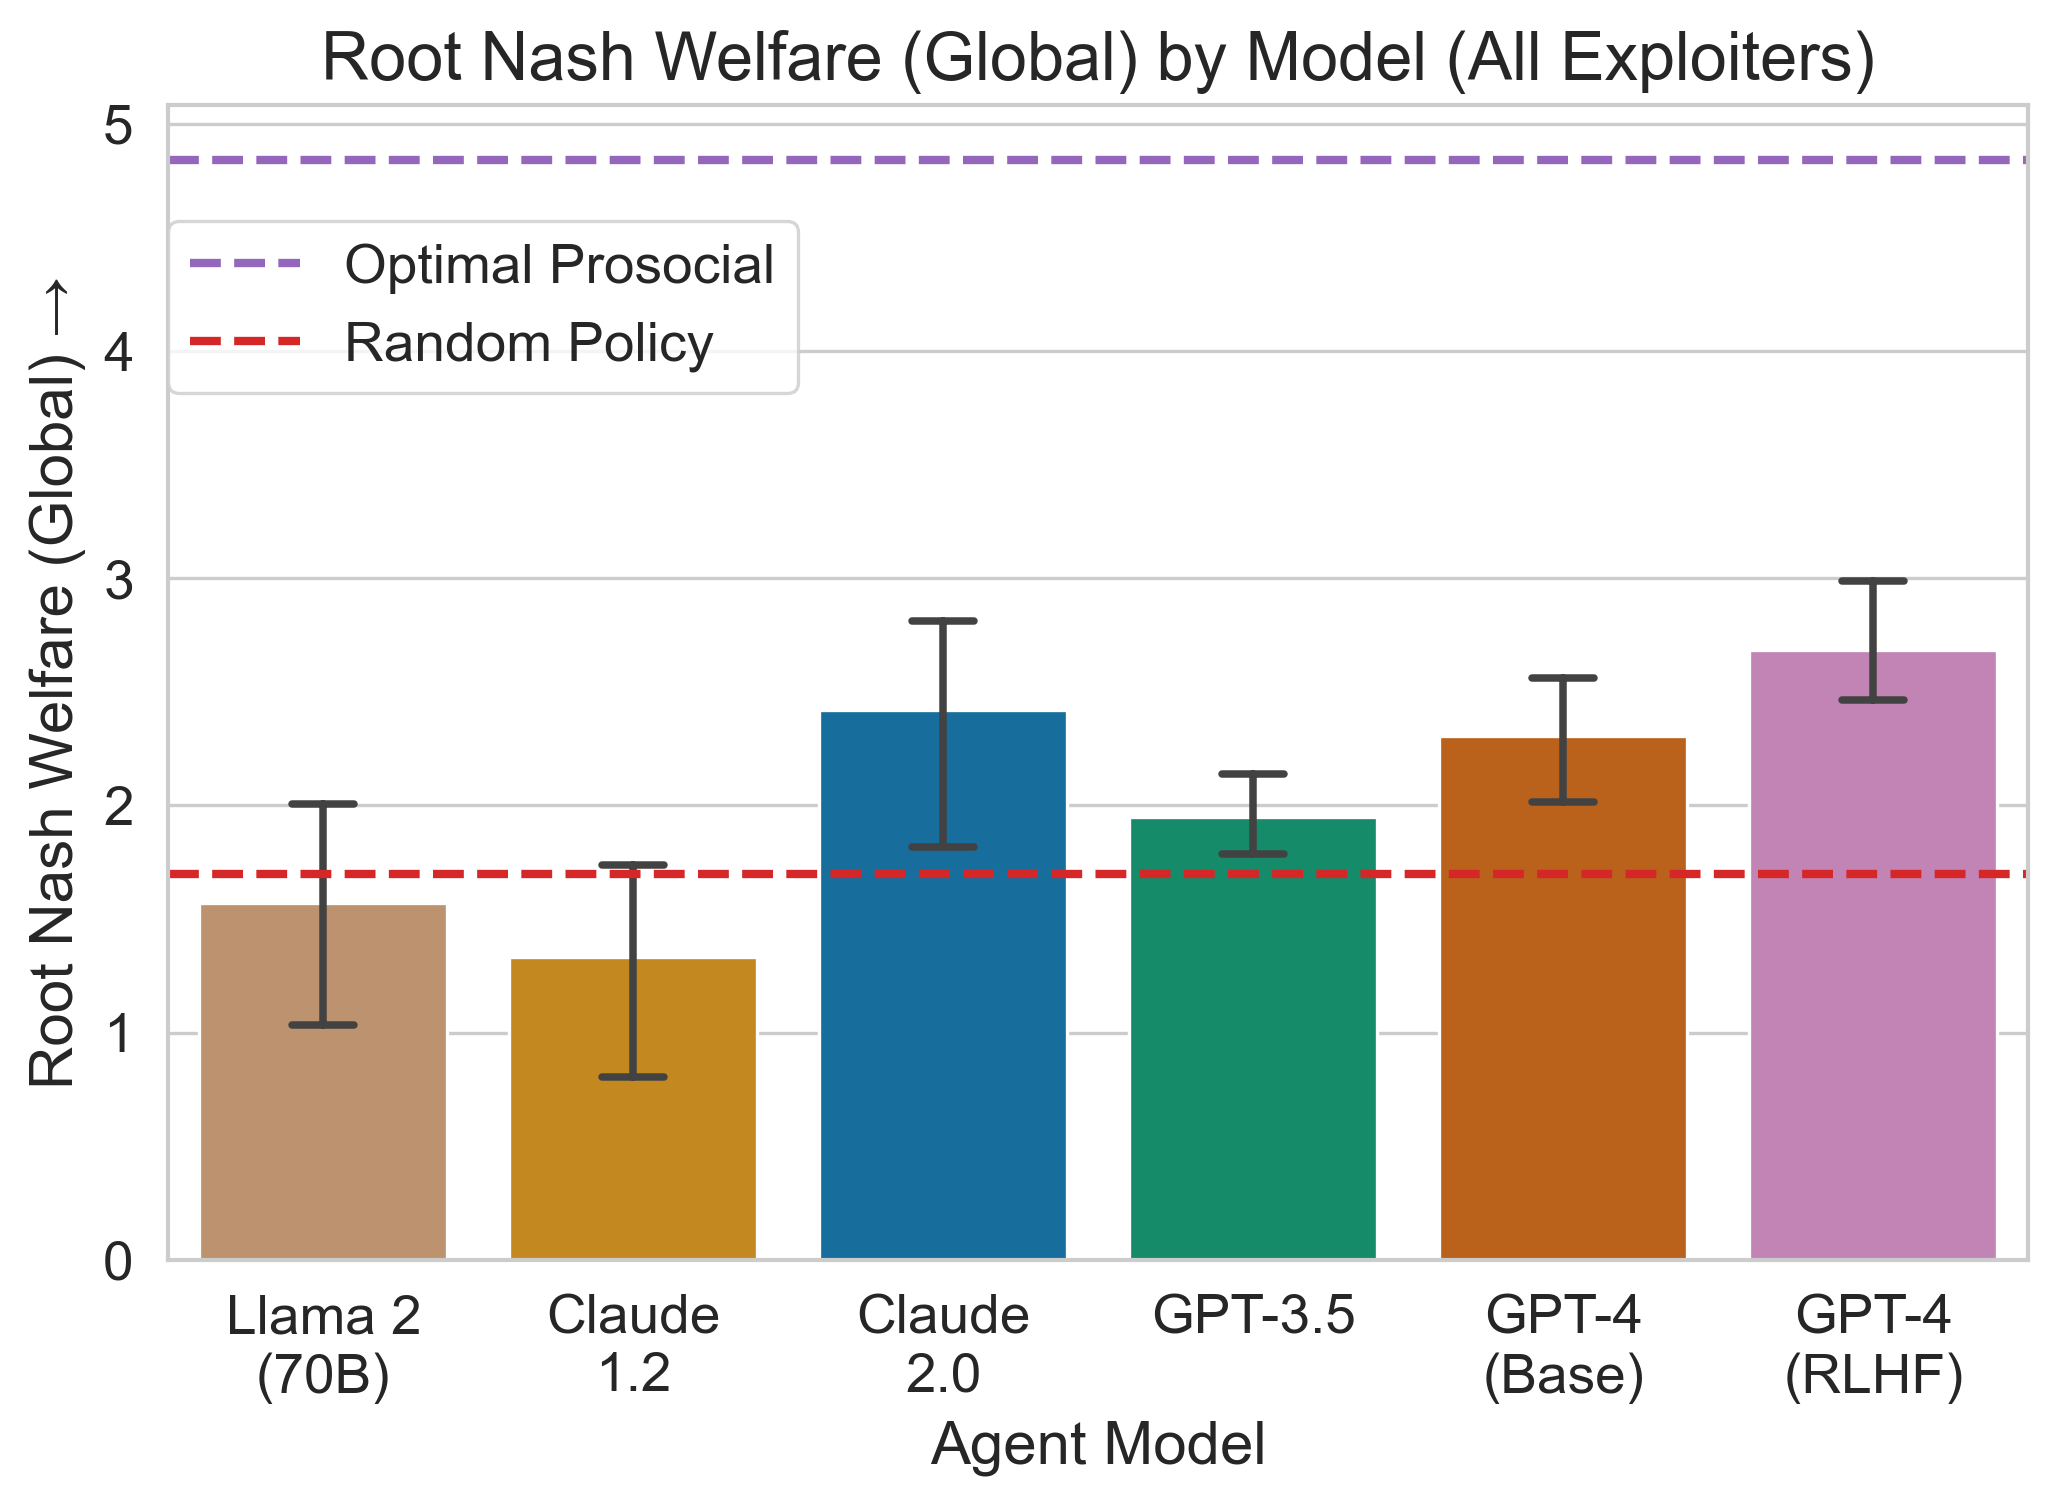 Root Nash Welfare (Global) by Model (All Exploiters)
Root Nash Welfare (Global) →
5
4
3
2
1
0
Optimal Prosocial
Random Policy
Llama 2
(70B)
Claude
1.2
Claude
2.0
GPT-3.5
GPT-4
(Base)
GPT-4
(RLHF)
Agent Model